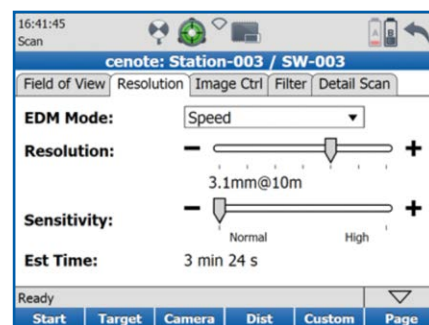 16:41:45
Scan
cenote: Station-003 / SW-003
Field of View Resolution Image Ctrl Filter Detail Scan
EDM Mode: Speed
Resolution: - +
3.1mm@10m
Sensitivity: - +
Normal High
Est Time: 3 min 24 s
Ready
Start Target Camera Dist Custom Page